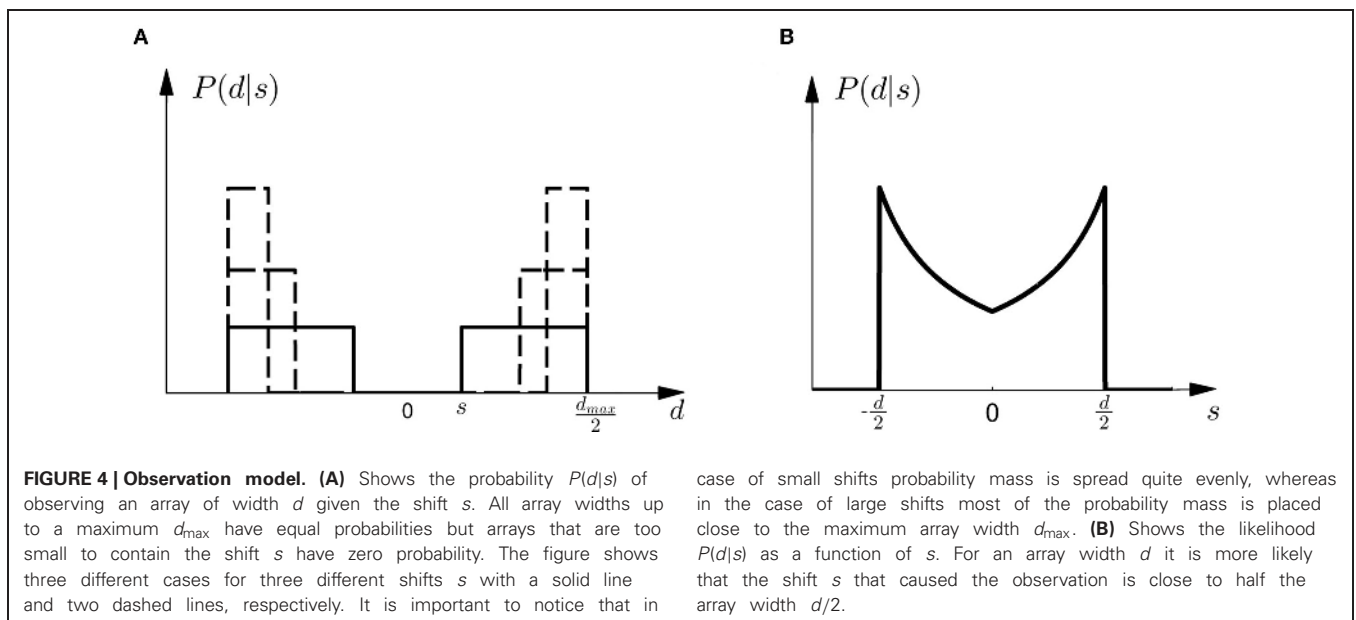 A
P(d|s)
0
s
d_max/2
d
B
P(d|s)
-d/2
0
d/2
s
FIGURE 4 | Observation model. (A) Shows the probability P(d|s) of
observing an array of width d given the shift s. All array widths up
to a maximum d_max have equal probabilities but arrays that are too
small to contain the shift s have zero probability. The figure shows
three different cases for three different shifts s with a solid line
and two dashed lines, respectively. It is important to notice that in
case of small shifts probability mass is spread quite evenly, whereas
in the case of large shifts most of the probability mass is placed
close to the maximum array width d_max. (B) Shows the likelihood
P(d|s) as a function of s. For an array width d it is more likely
that the shift s that caused the observation is close to half the
array width d/2.